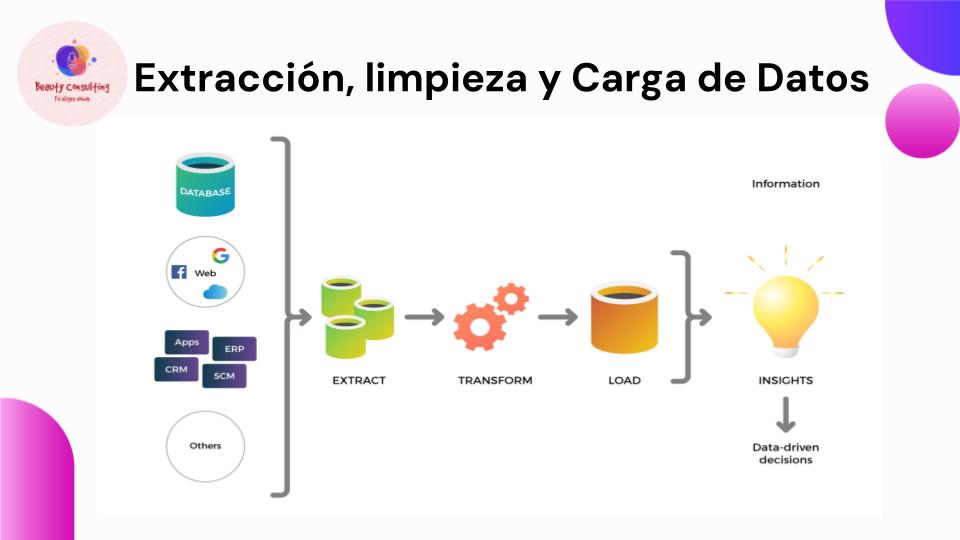 Beauty Consulting
Tú eliges dónde
Extracción, limpieza y Carga de Datos
DATABASE
Web
Apps
ERP
CRM
SCM
Others
EXTRACT
TRANSFORM
LOAD
Information
INSIGHTS
Data-driven
decisions